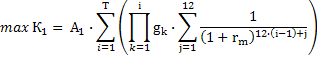 max K₁ = A₁ · ∑_{i=1}^{T} ( ∏_{k=1}^{i} g_k · ∑_{j=1}^{12} 1 / (1 + r_m)^{12·(i−1)+j} )